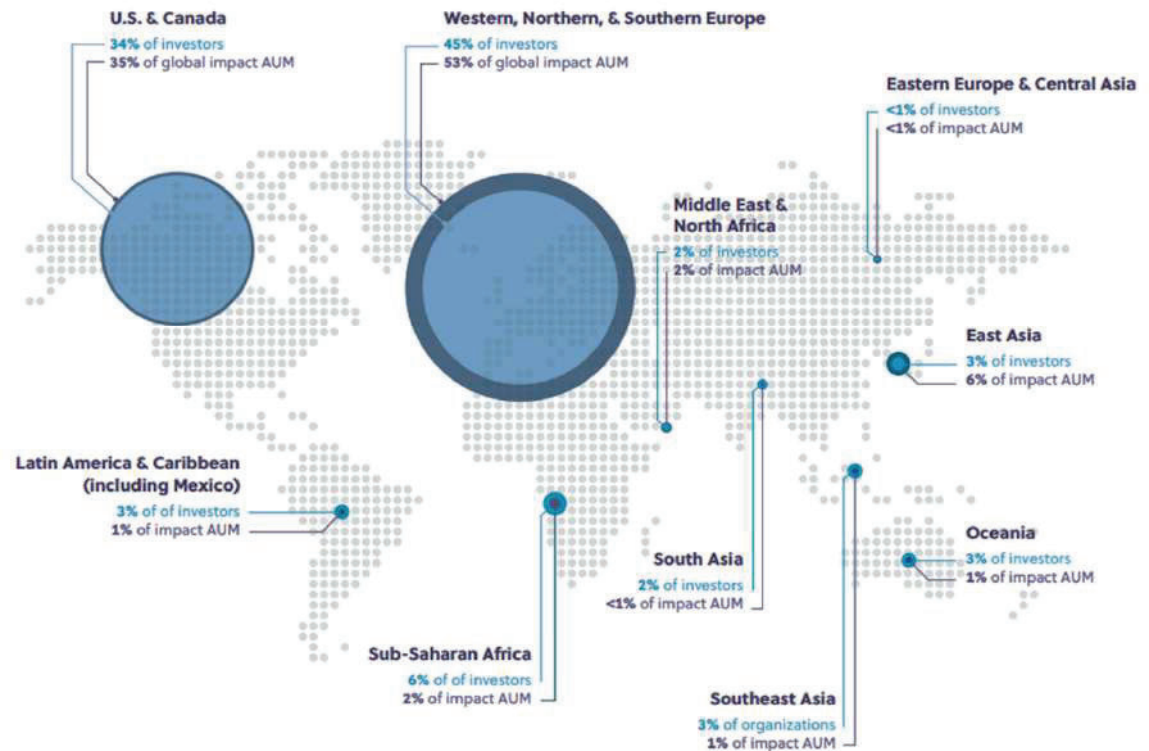 U.S. & Canada
34% of investors
35% of global impact AUM
Western, Northern, & Southern Europe
45% of investors
53% of global impact AUM
Eastern Europe & Central Asia
<1% of investors
<1% of impact AUM
Middle East &
North Africa
2% of investors
2% of impact AUM
East Asia
3% of investors
6% of impact AUM
Latin America & Caribbean
(including Mexico)
3% of of investors
1% of impact AUM
South Asia
2% of investors
<1% of impact AUM
Oceania
3% of investors
1% of impact AUM
Sub-Saharan Africa
6% of of investors
2% of impact AUM
Southeast Asia
3% of organizations
1% of impact AUM